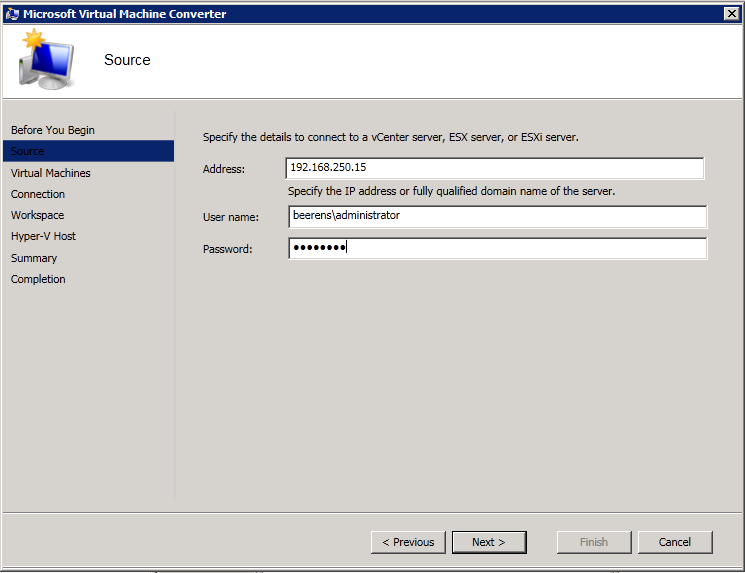 Microsoft Virtual Machine Converter
Source
Before You Begin
Source
Virtual Machines
Connection
Workspace
Hyper-V Host
Summary
Completion
Specify the details to connect to a vCenter server, ESX server, or ESXi server.
Address: 192.168.250.15
Specify the IP address or fully qualified domain name of the server.
User name: beerens\administrator
Password: ●●●●●●●●
< Previous Next > Finish Cancel